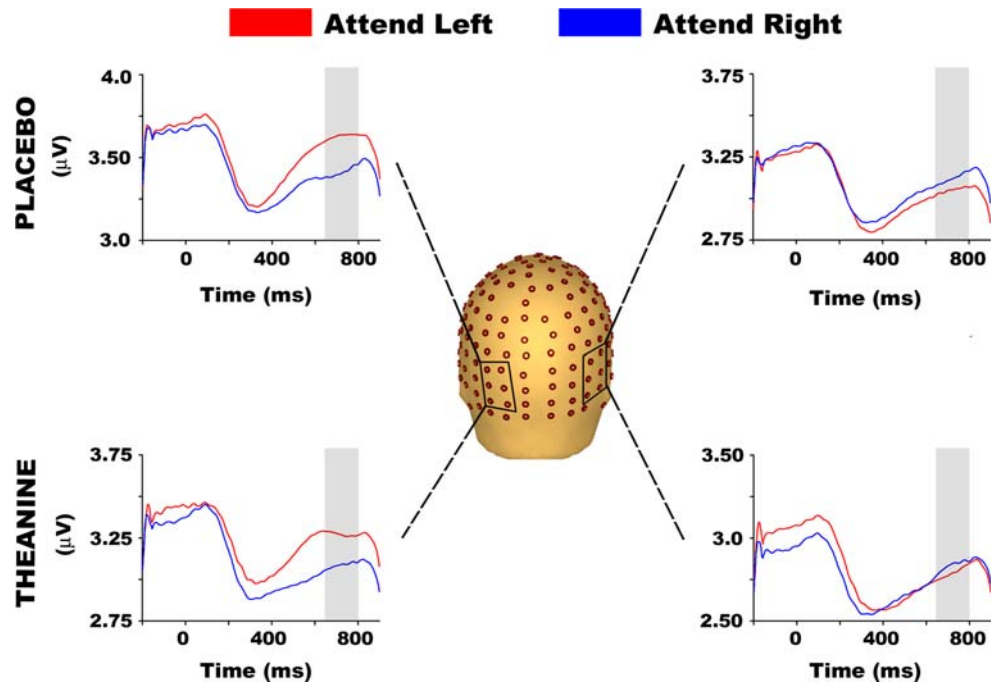 Attend Left Attend Right
PLACEBO
4.0
3.50
3.0
(μV)
0 400 800
Time (ms)
3.75
3.25
2.75
0 400 800
Time (ms)
THEANINE
3.75
3.25
2.75
(μV)
0 400 800
Time (ms)
3.50
3.0
2.50
0 400 800
Time (ms)